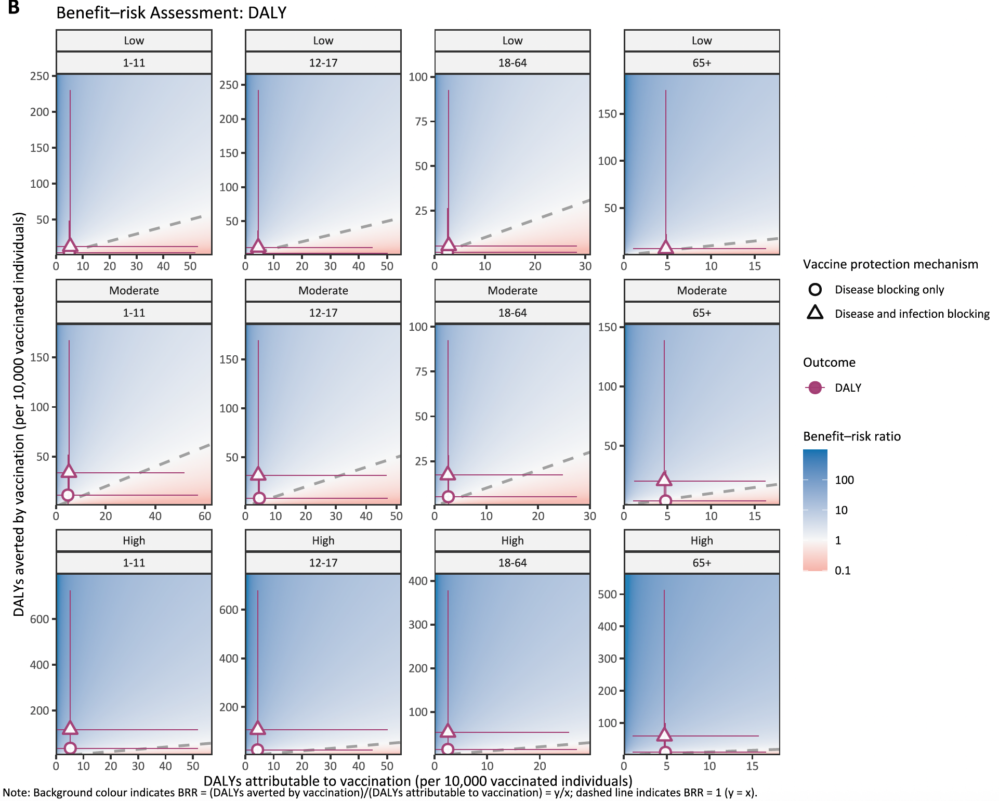 B
Benefit–risk Assessment: DALY
Low Low Low Low
1-11 12-17 18-64 65+
250
200
150
100
50
0 10 20 30 40 50
250
200
150
100
50
0 10 20 30 40 50
100
75
50
25
0 10 20 30
150
100
50
0 5 10 15
Moderate Moderate Moderate Moderate
1-11 12-17 18-64 65+
150
100
50
0 20 40 60
150
100
50
0 10 20 30 40 50
100
75
50
25
0 10 20 30
150
100
50
0 5 10 15
High High High High
1-11 12-17 18-64 65+
600
400
200
0 10 20 30 40 50
600
400
200
0 10 20 30 40 50
400
300
200
100
0 10 20
500
400
300
200
100
0 5 10 15
DALYs averted by vaccination (per 10,000 vaccinated individuals)
DALYs attributable to vaccination (per 10,000 vaccinated individuals)
Vaccine protection mechanism
Disease blocking only
Disease and infection blocking
Outcome
DALY
Benefit–risk ratio
100
10
1
0.1
Note: Background colour indicates BRR = (DALYs averted by vaccination)/(DALYs attributable to vaccination) = y/x; dashed line indicates BRR = 1 (y = x).